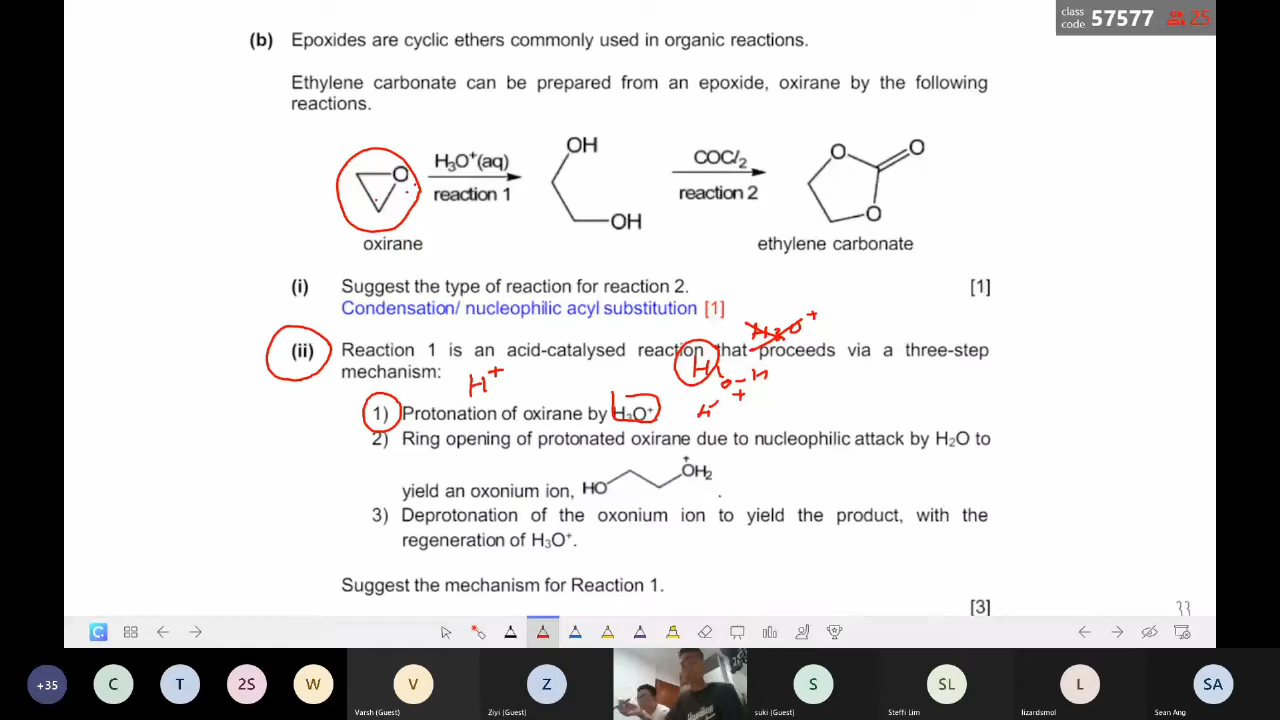 class code 57577 25
(b) Epoxides are cyclic ethers commonly used in organic reactions.
Ethylene carbonate can be prepared from an epoxide, oxirane by the following
reactions.
O
oxirane
H₃O⁺(aq)
reaction 1
OH
OH
COCl₂
reaction 2
O
O
O
ethylene carbonate
(i) Suggest the type of reaction for reaction 2. [1]
Condensation/ nucleophilic acyl substitution [1]
H₃O⁺
(ii) Reaction 1 is an acid-catalysed reaction that proceeds via a three-step
mechanism:
H⁺
H
O-H
H +
1) Protonation of oxirane by H₃O⁺.
2) Ring opening of protonated oxirane due to nucleophilic attack by H₂O to
yield an oxonium ion, HO OH₂ + .
3) Deprotonation of the oxonium ion to yield the product, with the
regeneration of H₃O⁺.
Suggest the mechanism for Reaction 1.
[3]
33
C
+35 C T 2S W V Z S SL L SA
Varsh (Guest) Ziyi (Guest) suki (Guest) Steffi Lim lizardsmol Sean Ang